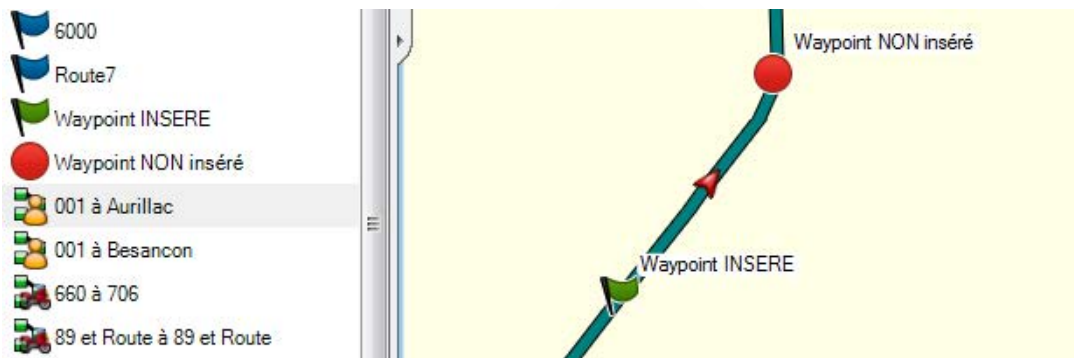 6000
Route7
Waypoint INSERE
Waypoint NON inséré
001 à Aurillac
001 à Besancon
660 à 706
89 et Route à 89 et Route
Waypoint NON inséré
Waypoint INSERE